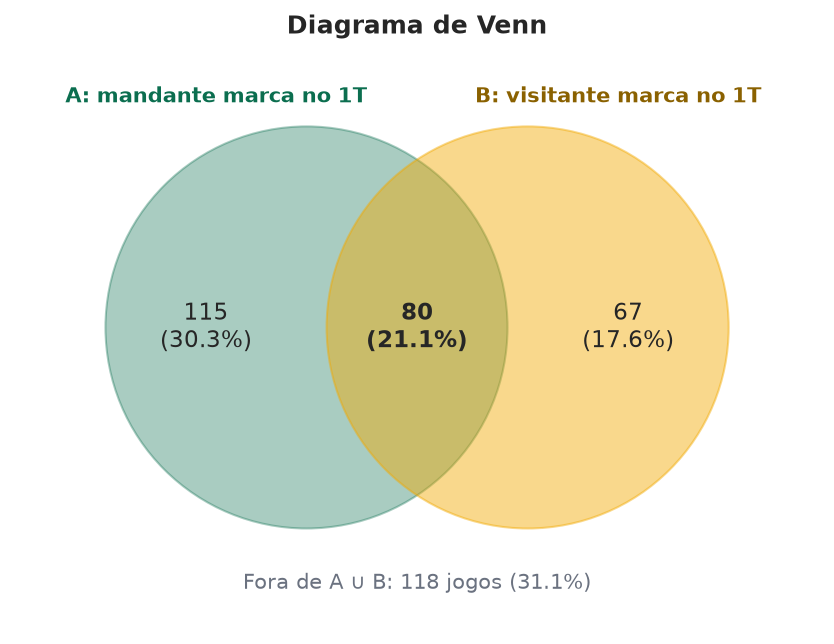 Diagrama de Venn
A: mandante marca no 1T
B: visitante marca no 1T
115
(30.3%)
80
(21.1%)
67
(17.6%)
Fora de A ∪ B: 118 jogos (31.1%)